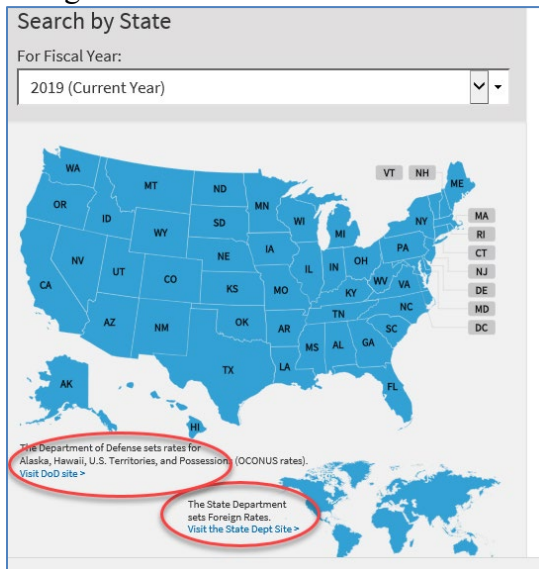 Search by State
For Fiscal Year:
2019 (Current Year)
WA
MT
ND
MN
VT
NH
ME
OR
ID
WY
SD
WI
MI
NY
MA
RI
CT
NJ
DE
MD
DC
NV
UT
CO
NE
IA
IL
IN
OH
PA
CA
KS
MO
KY
WV
VA
AZ
NM
OK
AR
TN
NC
SC
TX
LA
MS
AL
GA
FL
AK
HI
The Department of Defense sets rates for
Alaska, Hawaii, U.S. Territories, and Possessions (OCONUS rates).
Visit DoD site >
The State Department
sets Foreign Rates.
Visit the State Dept Site >